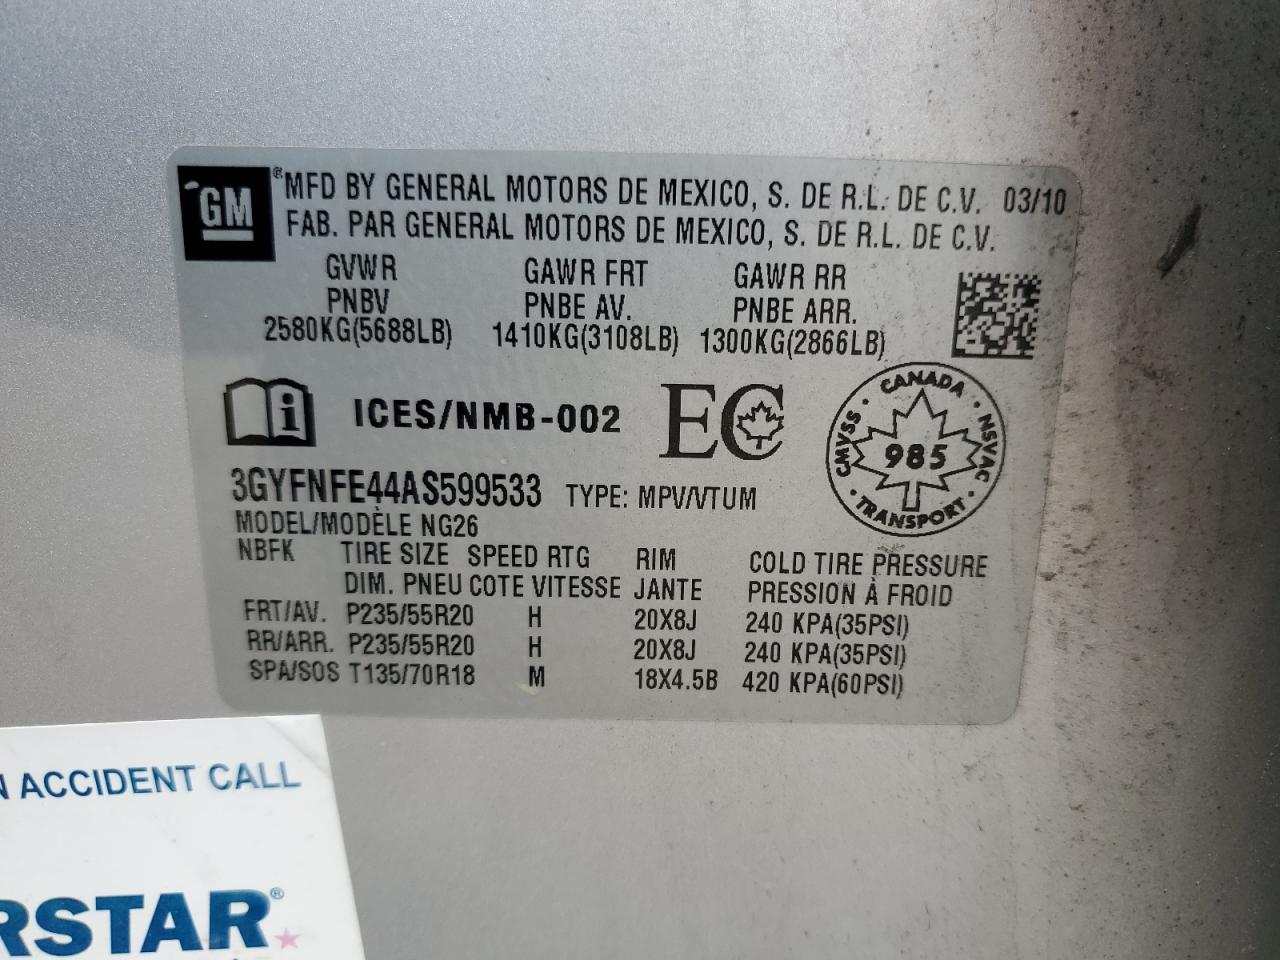 GM ® MFD BY GENERAL MOTORS DE MEXICO, S. DE R.L. DE C.V. 03/10
FAB. PAR GENERAL MOTORS DE MEXICO, S. DE R.L. DE C.V.
GVWR GAWR FRT GAWR RR
PNBV PNBE AV. PNBE ARR.
2580KG(5688LB) 1410KG(3108LB) 1300KG(2866LB)
i ICES/NMB-002 EC
CANADA
CMVSS · 985 · NSVAC
TRANSPORT
3GYFNFE44AS599533 TYPE: MPV/VTUM
MODEL/MODÈLE NG26
NBFK TIRE SIZE SPEED RTG RIM COLD TIRE PRESSURE
DIM. PNEU COTE VITESSE JANTE PRESSION À FROID
FRT/AV. P235/55R20 H 20X8J 240 KPA(35PSI)
RR/ARR. P235/55R20 H 20X8J 240 KPA(35PSI)
SPA/SOS T135/70R18 M 18X4.5B 420 KPA(60PSI)
N ACCIDENT CALL
RSTAR®